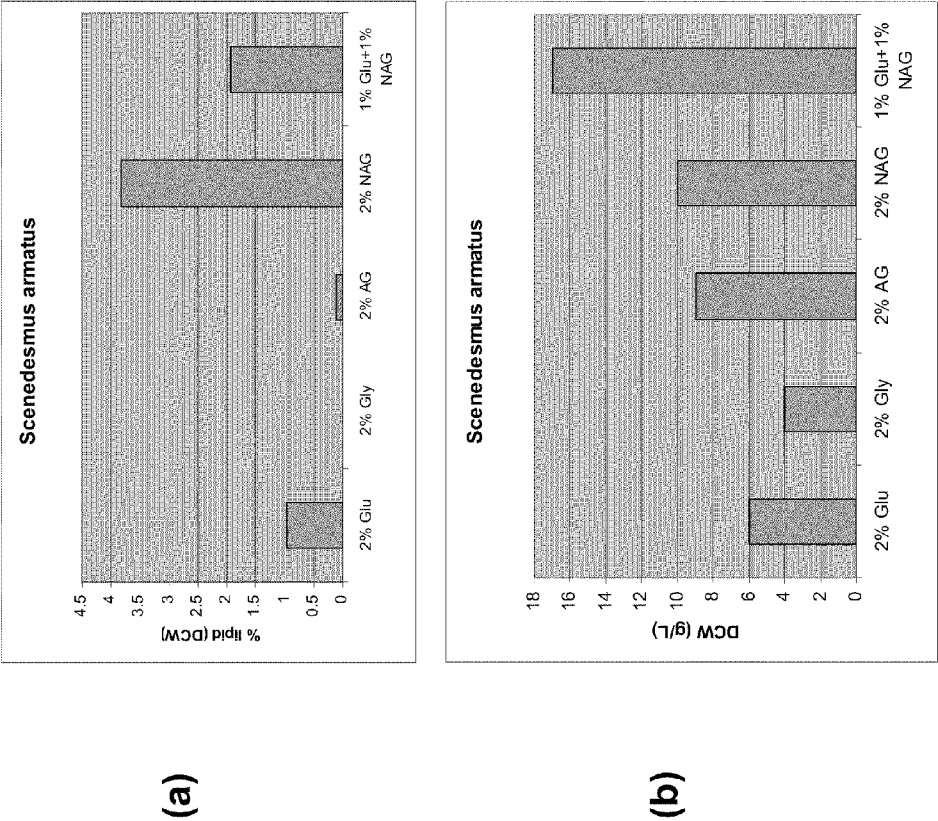 (a)
Scenedesmus armatus
% lipid (DCW)
4.5
4
3.5
3
2.5
2
1.5
1
0.5
0
2% Glu
2% Gly
2% AG
2% NAG
1% Glu+1%
NAG
(b)
Scenedesmus armatus
DCW (g/L)
18
16
14
12
10
8
6
4
2
0
2% Glu
2% Gly
2% AG
2% NAG
1% Glu+1%
NAG